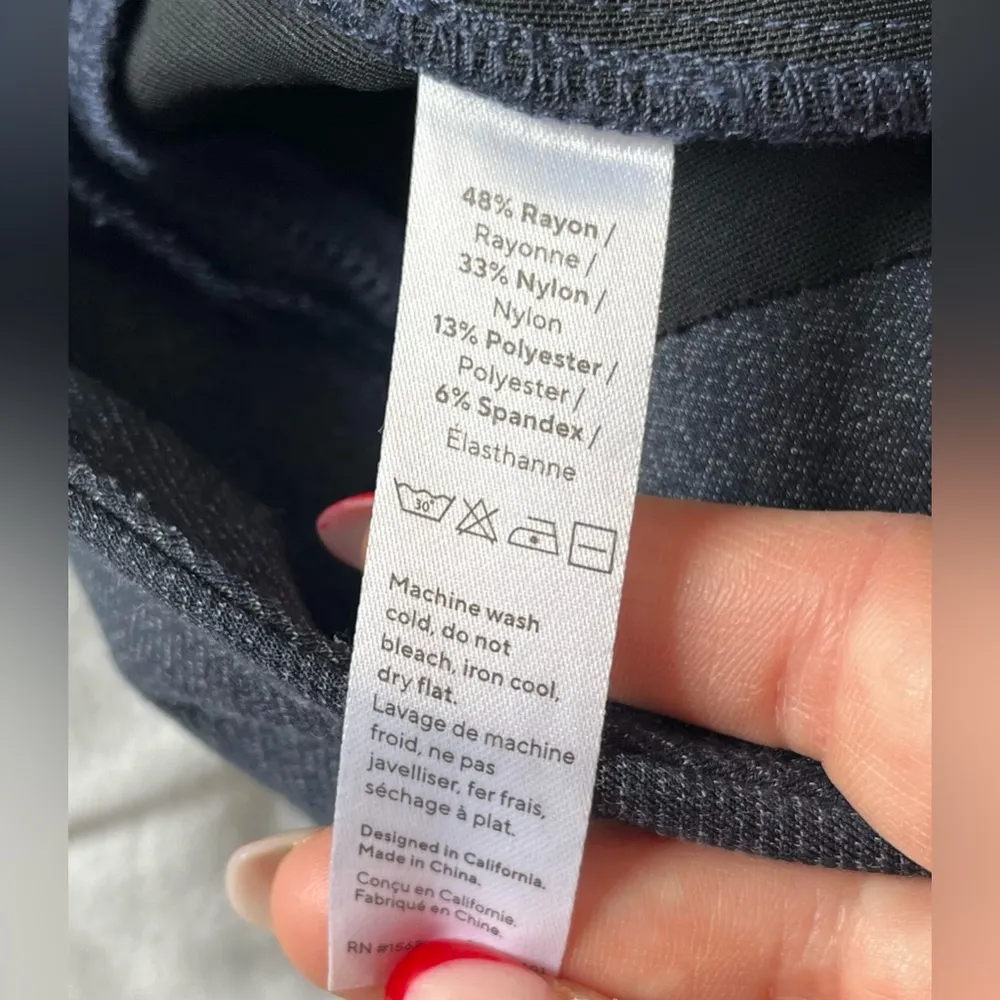 48% Rayon /
Rayonne /
33% Nylon /
Nylon
13% Polyester /
Polyester /
6% Spandex /
Élasthanne
30°
Machine wash
cold, do not
bleach, iron cool,
dry flat.
Lavage de machine
froid, ne pas
javelliser, fer frais,
séchage à plat.
Designed in California.
Made in China.
Conçu en Californie.
Fabriqué en Chine.
RN